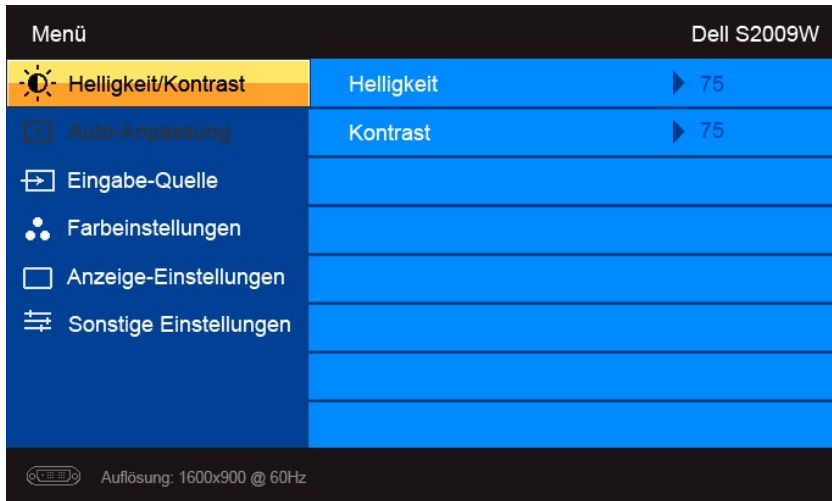 Menü Dell S2009W
Helligkeit/Kontrast Helligkeit 75
Auto-Anpassung Kontrast 75
Eingabe-Quelle
Farbeinstellungen
Anzeige-Einstellungen
Sonstige Einstellungen
Auflösung: 1600x900 @ 60Hz